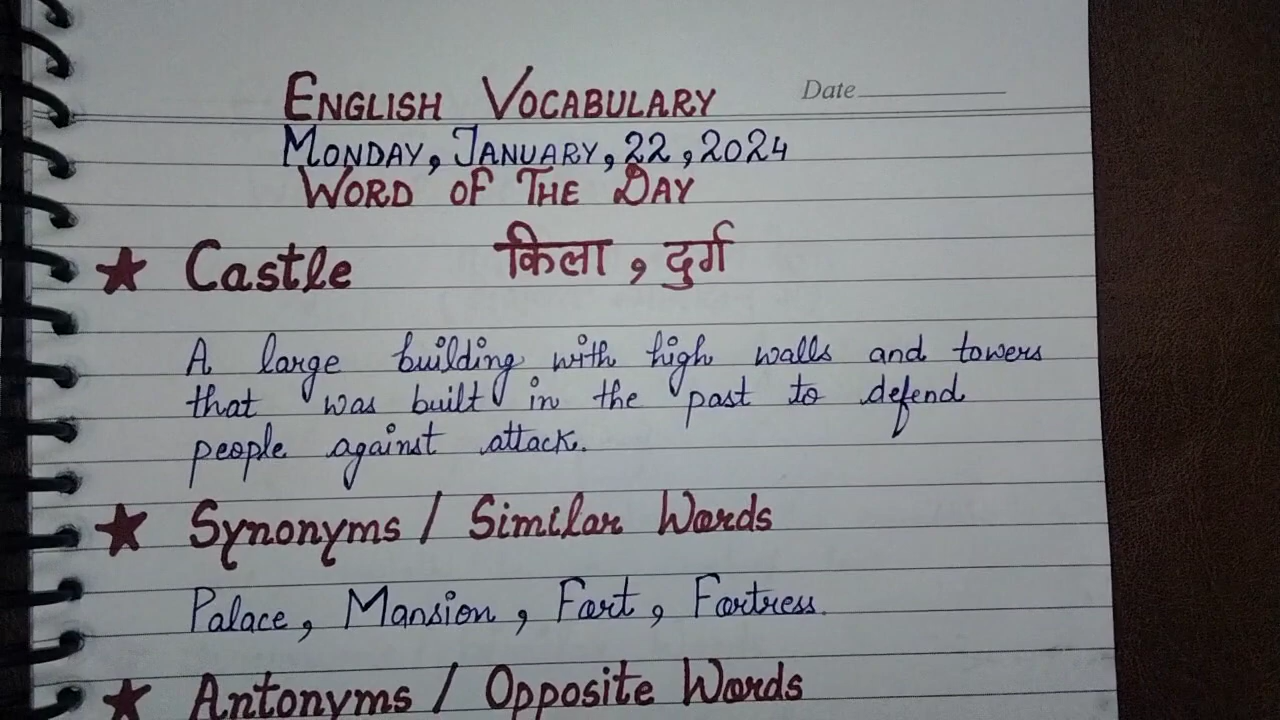 ENGLISH VOCABULARY
Date
MONDAY, JANUARY, 22, 2024
WORD OF THE DAY
★ Castle किला, दुर्ग
A large building with high walls and towers
that was built in the past to defend
people against attack.
★ Synonyms / Similar Words
Palace, Mansion, Fort, Fortress.
★ Antonyms / Opposite Words